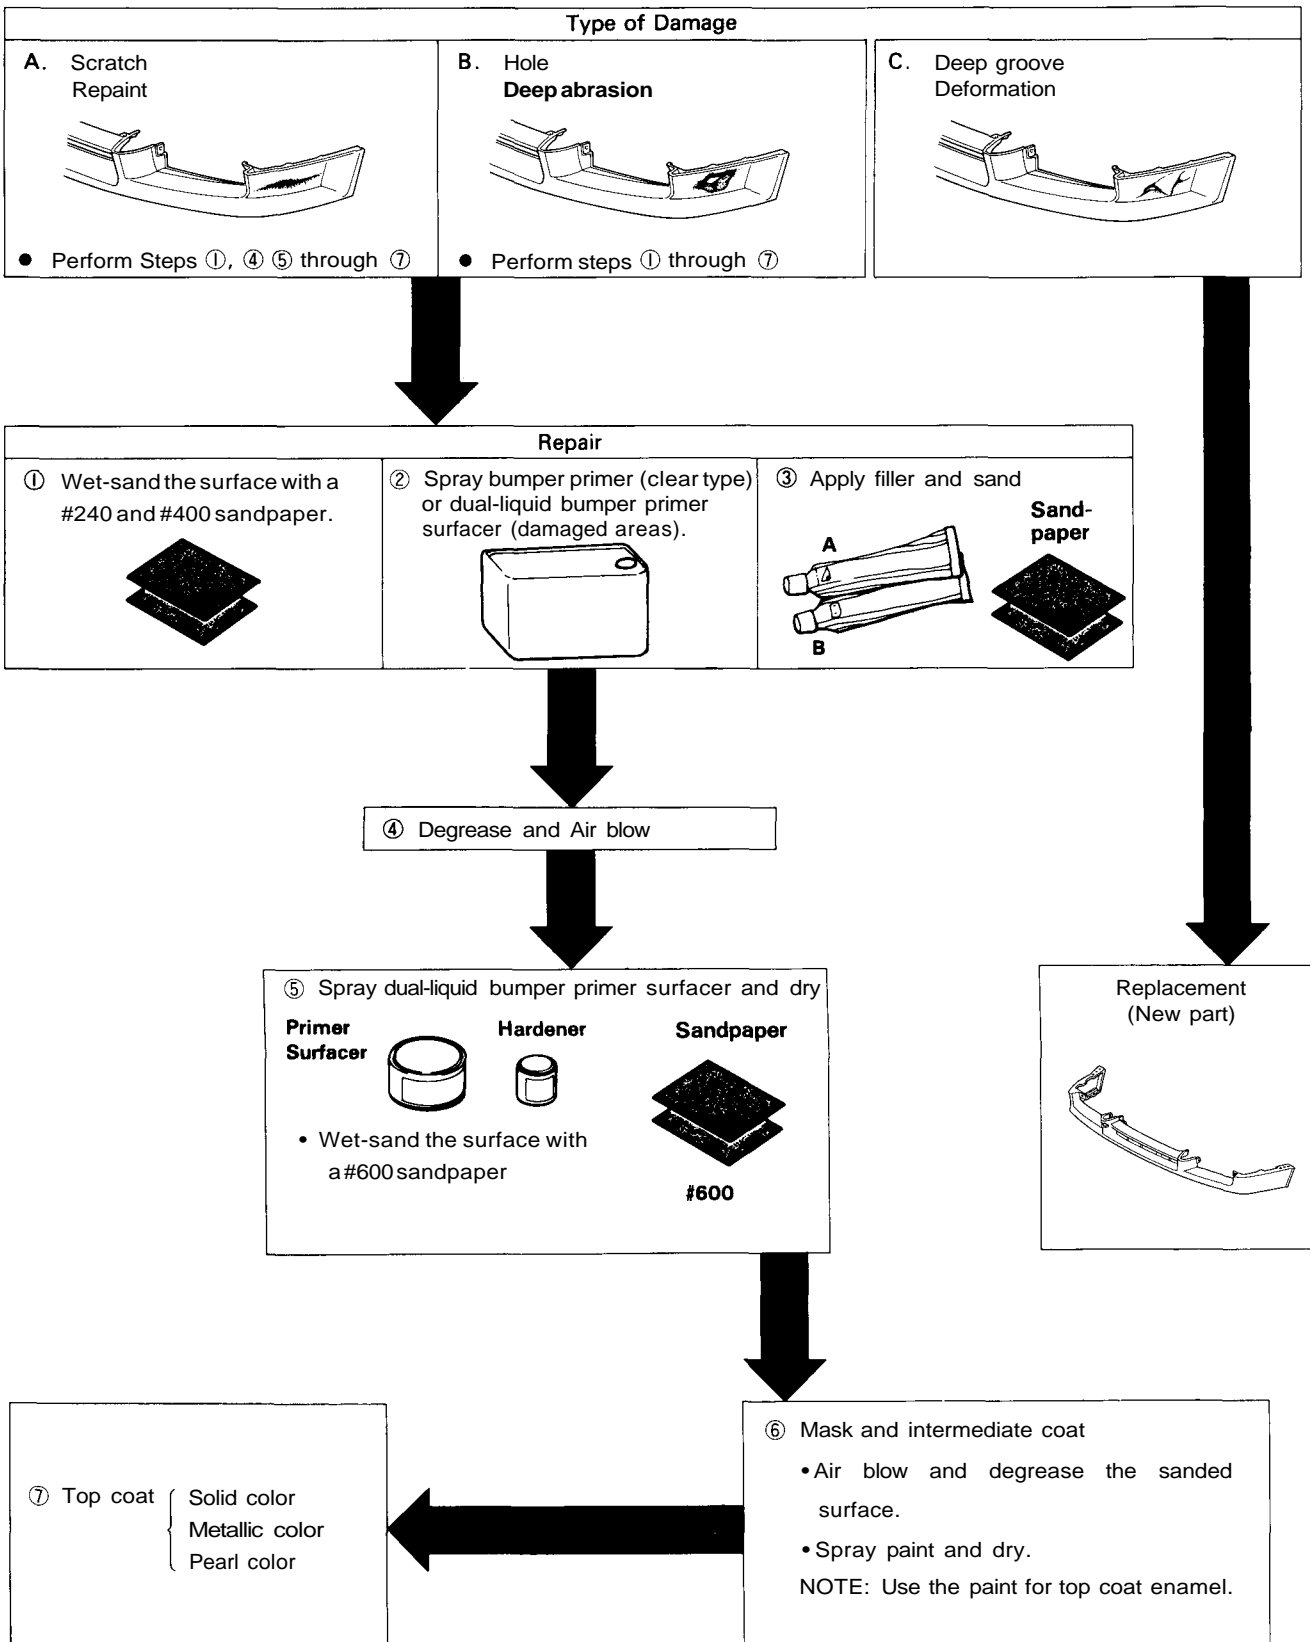 Type of Damage
A. Scratch
Repaint
● Perform Steps ①, ④ ⑤ through ⑦
B. Hole
Deep abrasion
● Perform steps ① through ⑦
C. Deep groove
Deformation
Repair
① Wet-sand the surface with a
#240 and #400 sandpaper.
② Spray bumper primer (clear type)
or dual-liquid bumper primer
surfacer (damaged areas).
③ Apply filler and sand
Sand-
paper
A
B
④ Degrease and Air blow
⑤ Spray dual-liquid bumper primer surfacer and dry
Primer
Surfacer
Hardener
Sandpaper
• Wet-sand the surface with
a #600 sandpaper
#600
Replacement
(New part)
⑥ Mask and intermediate coat
• Air blow and degrease the sanded
surface.
• Spray paint and dry.
NOTE: Use the paint for top coat enamel.
⑦ Top coat { Solid color
Metallic color
Pearl color